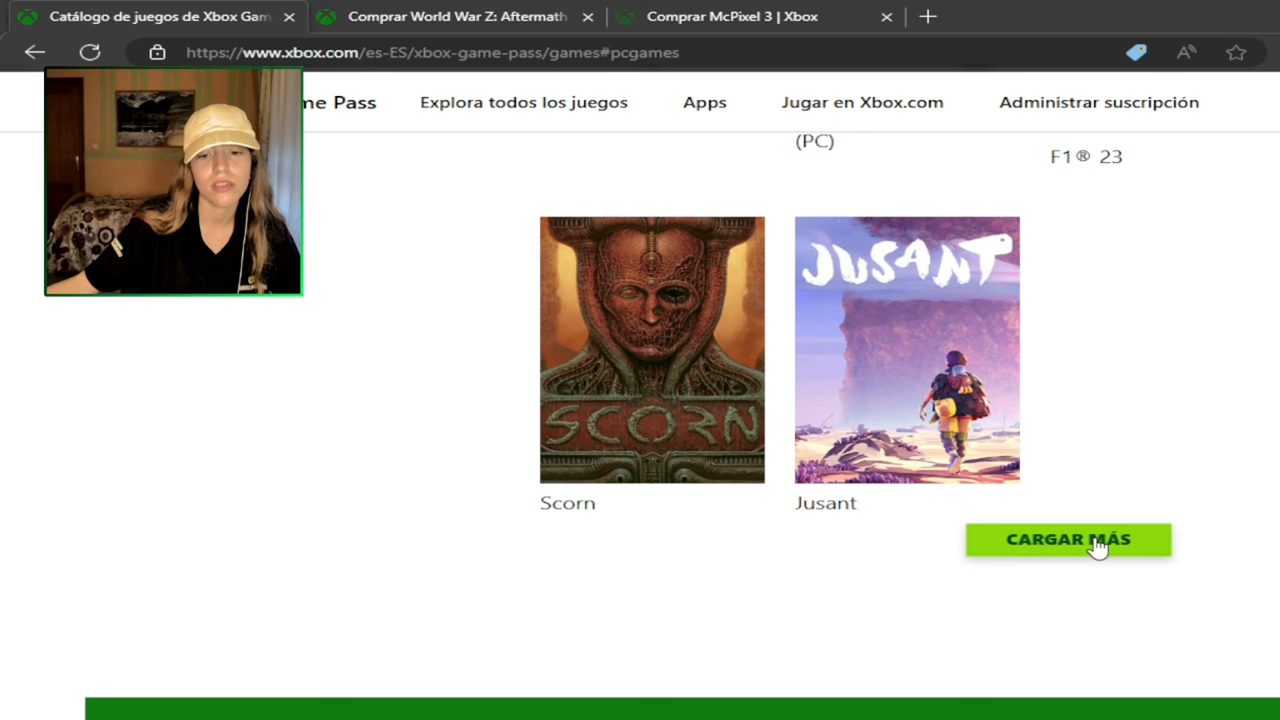 Catálogo de juegos de Xbox Gam
Comprar World War Z: Aftermath
Comprar McPixel 3 | Xbox
https://www.xbox.com/es-ES/xbox-game-pass/games#pcgames
me Pass
Explora todos los juegos
Apps
Jugar en Xbox.com
Administrar suscripción
(PC)
F1® 23
SCORN
JUSANT
Scorn
Jusant
CARGAR MÁS